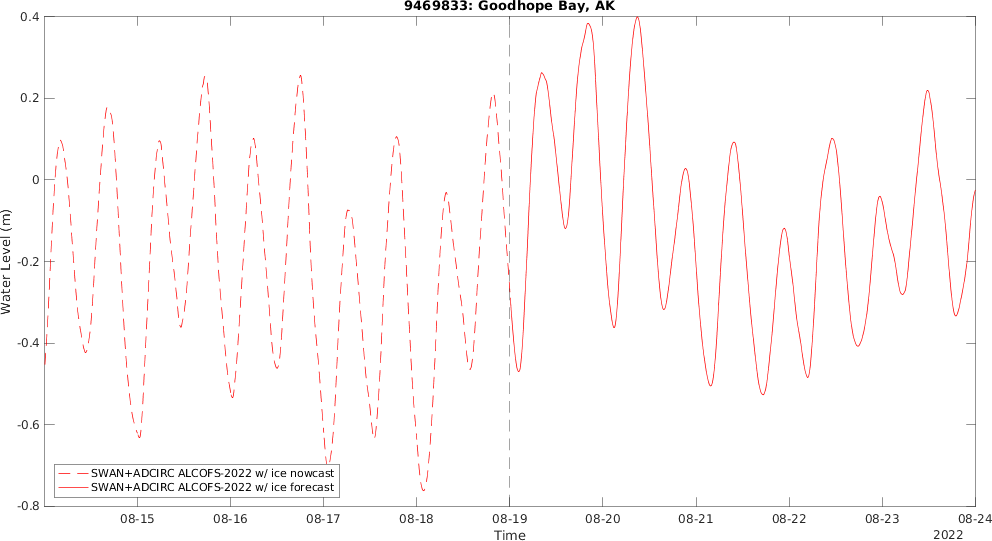 9469833: Goodhope Bay, AK
0.4
0.2
0
-0.2
-0.4
-0.6
-0.8
Water Level (m)
SWAN+ADCIRC ALCOFS-2022 w/ ice nowcast
SWAN+ADCIRC ALCOFS-2022 w/ ice forecast
08-15 08-16 08-17 08-18 08-19 08-20 08-21 08-22 08-23 08-24
Time
2022